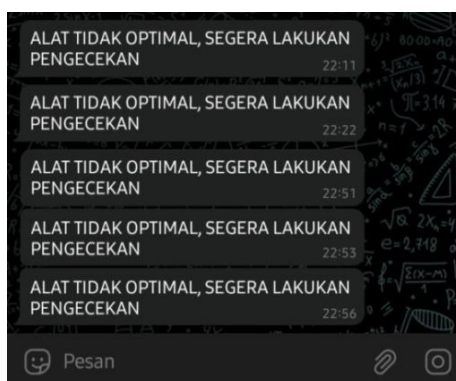 ALAT TIDAK OPTIMAL, SEGERA LAKUKAN
PENGECEKAN
22:11
ALAT TIDAK OPTIMAL, SEGERA LAKUKAN
PENGECEKAN
22:22
ALAT TIDAK OPTIMAL, SEGERA LAKUKAN
PENGECEKAN
22:51
ALAT TIDAK OPTIMAL, SEGERA LAKUKAN
PENGECEKAN
22:53
ALAT TIDAK OPTIMAL, SEGERA LAKUKAN
PENGECEKAN
22:56
Pesan